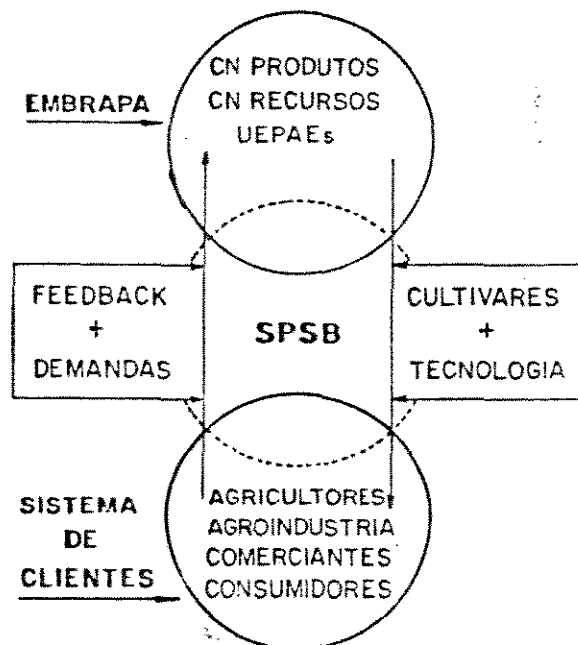 CN PRODUTOS
CN RECURSOS
UEPAEs
EMBRAPA
FEEDBACK
+
DEMANDAS
SPSB
CULTIVARES
+
TECNOLOGIA
SISTEMA
DE
CLIENTES
AGRICULTORES
AGROINDUSTRIA
COMERCIANTES
CONSUMIDORES